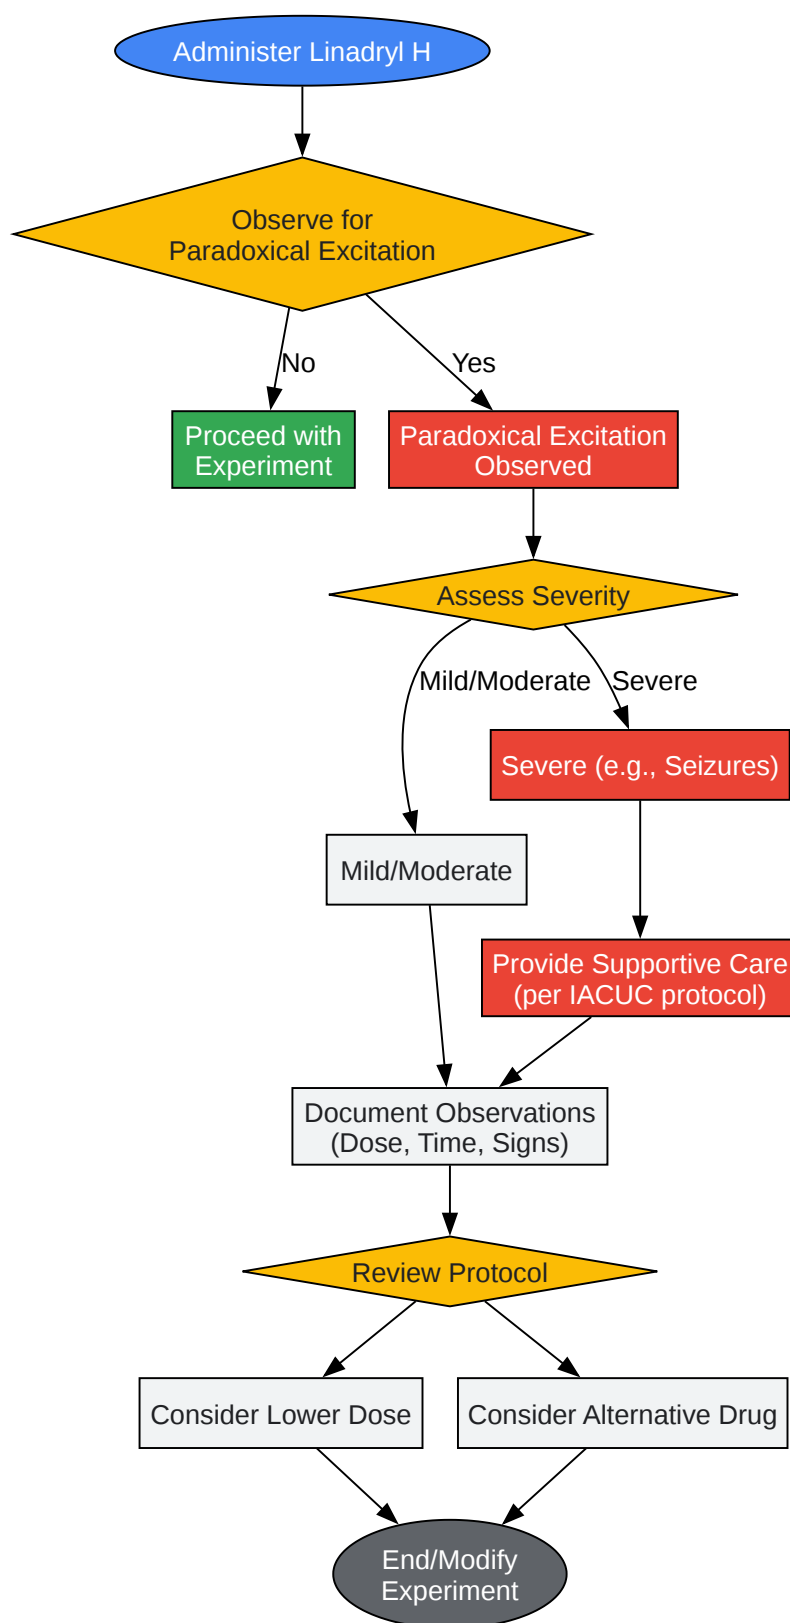 Administer Linadryl H
Observe for
Paradoxical Excitation
No
Yes
Proceed with
Experiment
Paradoxical Excitation
Observed
Assess Severity
Mild/Moderate
Severe
Severe (e.g., Seizures)
Mild/Moderate
Provide Supportive Care
(per IACUC protocol)
Document Observations
(Dose, Time, Signs)
Review Protocol
Consider Lower Dose
Consider Alternative Drug
End/Modify
Experiment